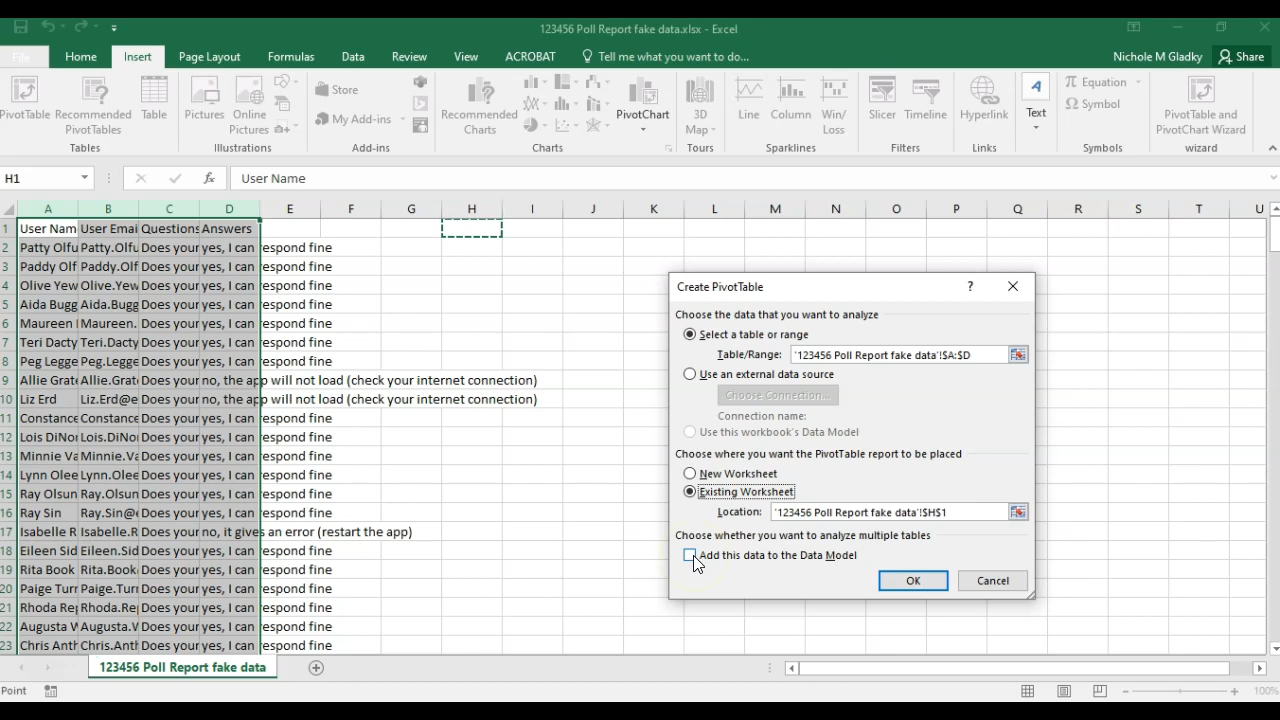 123456 Poll Report fake data.xlsx - Excel
File Home Insert Page Layout Formulas Data Review View ACROBAT Tell me what you want to do... Nichole M Gladky Share
PivotTable Recommended PivotTables Table
Tables
Pictures Online Pictures
Illustrations
Store
My Add-ins
Add-ins
Recommended Charts
PivotChart
Charts
3D Map
Tours
Line Column Win/Loss
Sparklines
Slicer Timeline
Filters
Hyperlink
Links
A
Text
π Equation
Ω Symbol
Symbols
PivotTable and PivotChart Wizard
wizard
H1 fx User Name
A B C D E F G H I J K L M N O P Q R S T U
1 User Nam User Emai Questions Answers
2 Patty Olfu Patty.Olfu Does your yes, I can respond fine
3 Paddy Olf Paddy.Olf Does your yes, I can respond fine
4 Olive Yew Olive.Yew Does your yes, I can respond fine
5 Aida Bugg Aida.Bugg Does your yes, I can respond fine
6 Maureen Maureen. Does your yes, I can respond fine
7 Teri Dacty Teri.Dacty Does your yes, I can respond fine
8 Peg Legge Peg.Legge Does your yes, I can respond fine
9 Allie Grate Allie.Grat Does your no, the app will not load (check your internet connection)
10 Liz Erd Liz.Erd@e Does your no, the app will not load (check your internet connection)
11 Constance Constance Does your yes, I can respond fine
12 Lois DiNo Lois.DiNo Does your yes, I can respond fine
13 Minnie Va Minnie.Va Does your yes, I can respond fine
14 Lynn Olee Lynn.Olee Does your yes, I can respond fine
15 Ray Olsun Ray.Olsun Does your yes, I can respond fine
16 Ray Sin Ray.Sin@e Does your yes, I can respond fine
17 Isabelle R Isabelle.R Does your no, it gives an error (restart the app)
18 Eileen Sid Eileen.Sid Does your yes, I can respond fine
19 Rita Book Rita.Book Does your yes, I can respond fine
20 Paige Turn Paige.Turn Does your yes, I can respond fine
21 Rhoda Rep Rhoda.Rep Does your yes, I can respond fine
22 Augusta W Augusta.W Does your yes, I can respond fine
23 Chris Anth Chris.Anth Does your yes, I can respond fine
Create PivotTable ?
Choose the data that you want to analyze
Select a table or range
Table/Range: '123456 Poll Report fake data'!$A:$D
Use an external data source
Choose Connection...
Connection name:
Use this workbook's Data Model
Choose where you want the PivotTable report to be placed
New Worksheet
Existing Worksheet
Location: '123456 Poll Report fake data'!$H$1
Choose whether you want to analyze multiple tables
Add this data to the Data Model
OK Cancel
123456 Poll Report fake data
Point 100%